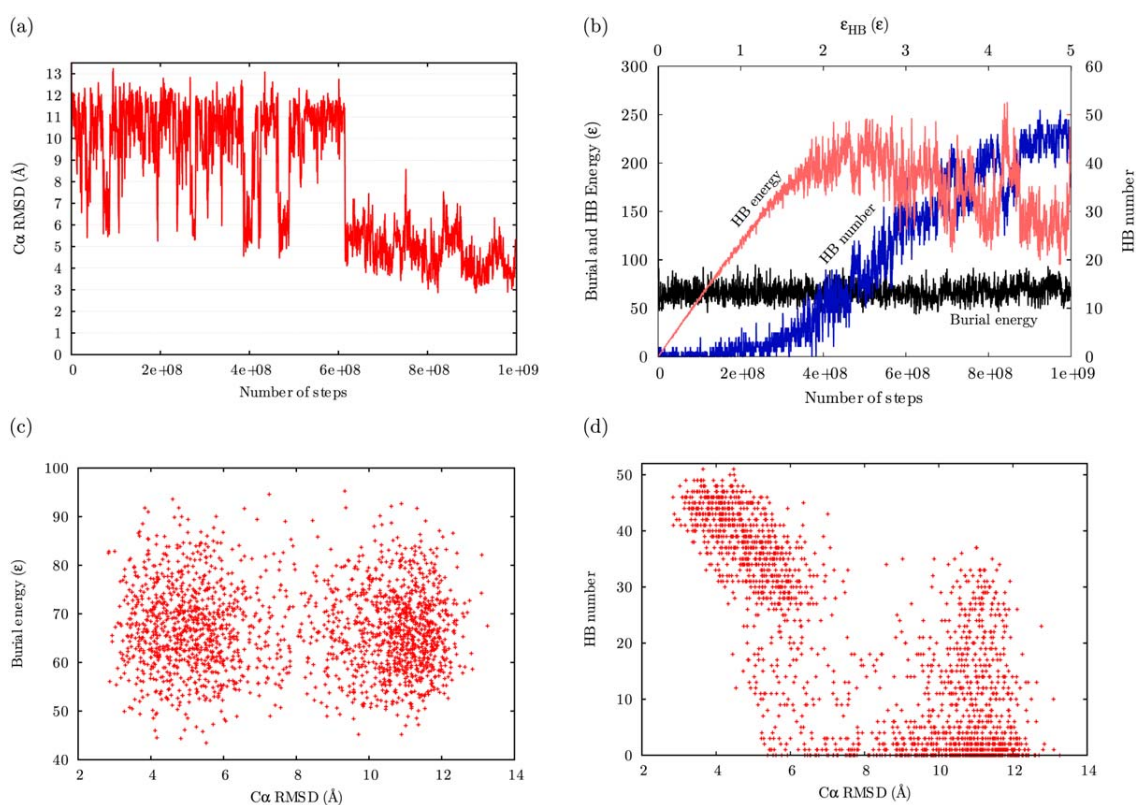 (a)
13
12
11
10
9
8
7
6
5
4
3
2
1
0
Cα RMSD (Å)
0 2e+08 4e+08 6e+08 8e+08 1e+09
Number of steps
(b)
εHB (ε)
0 1 2 3 4 5
300
250
200
150
100
50
0
Burial and HB Energy (ε)
HB energy
HB number
Burial energy
60
50
40
30
20
10
0
HB number
0 2e+08 4e+08 6e+08 8e+08 1e+09
Number of steps
(c)
100
90
80
70
60
50
40
Burial energy (ε)
2 4 6 8 10 12 14
Cα RMSD (Å)
(d)
50
40
30
20
10
0
HB number
2 4 6 8 10 12 14
Cα RMSD (Å)